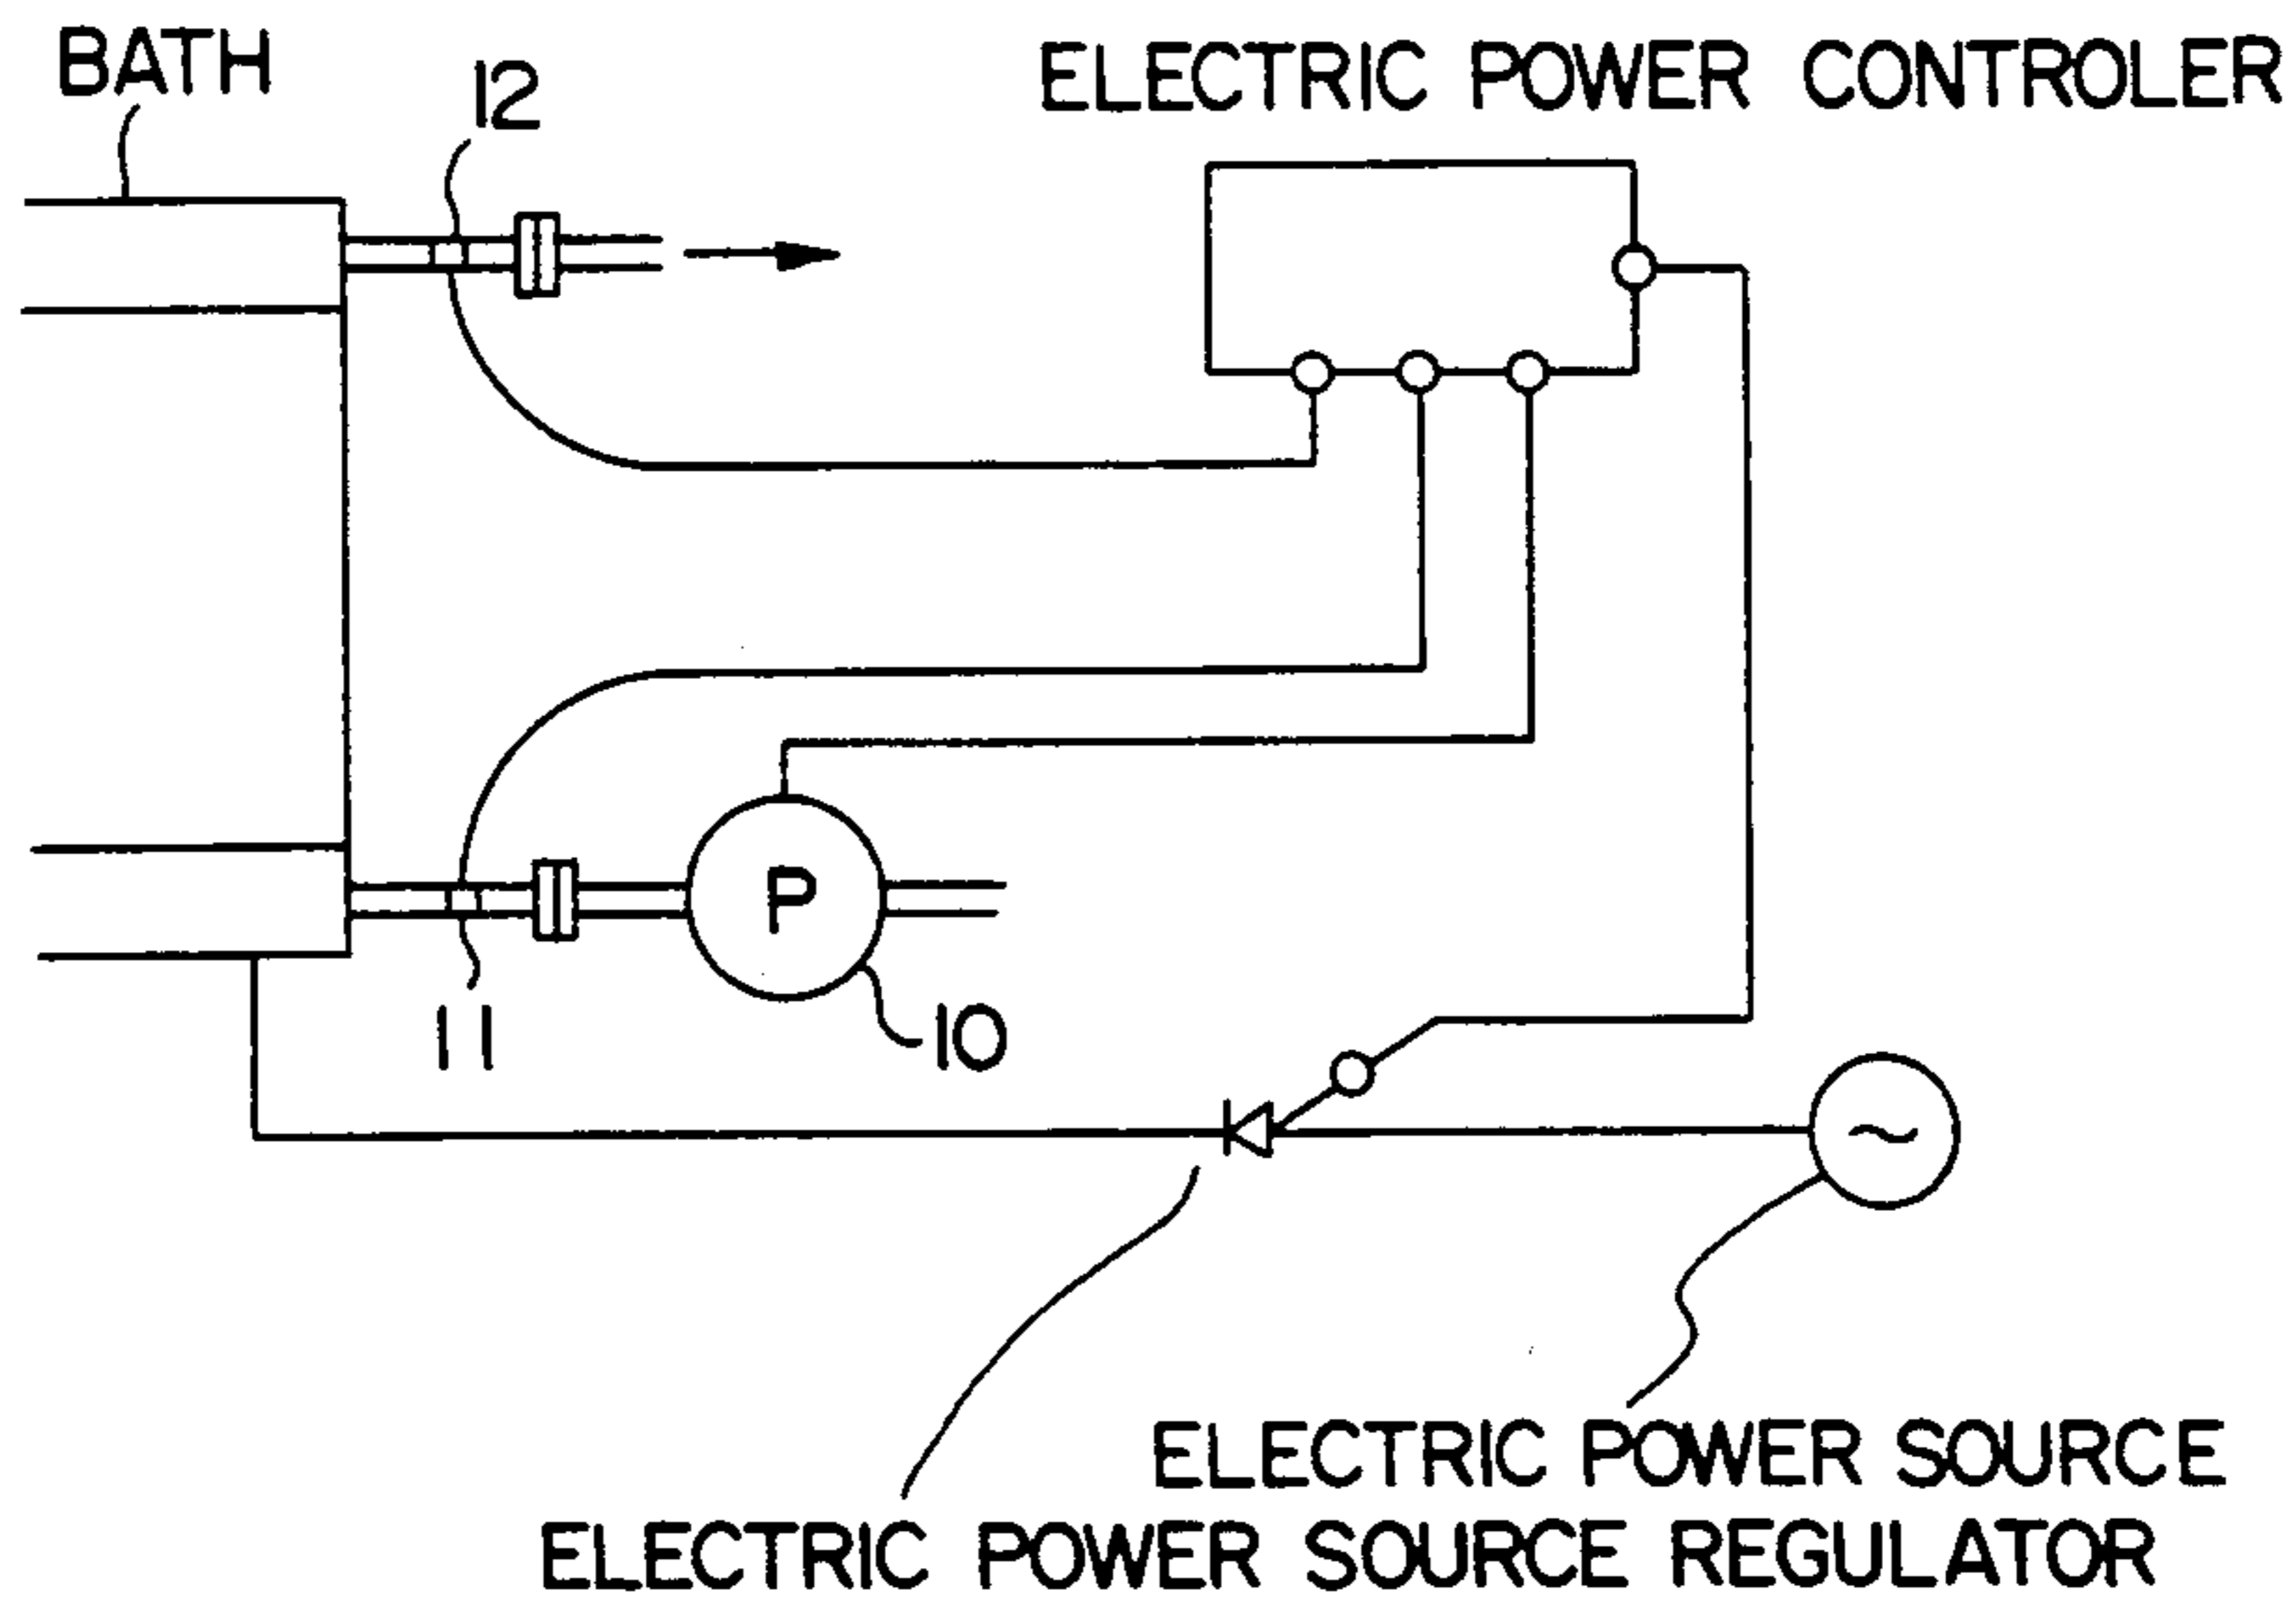 BATH
12
ELECTRIC POWER CONTROLER
P
11
10
~
ELECTRIC POWER SOURCE
ELECTRIC POWER SOURCE REGULATOR